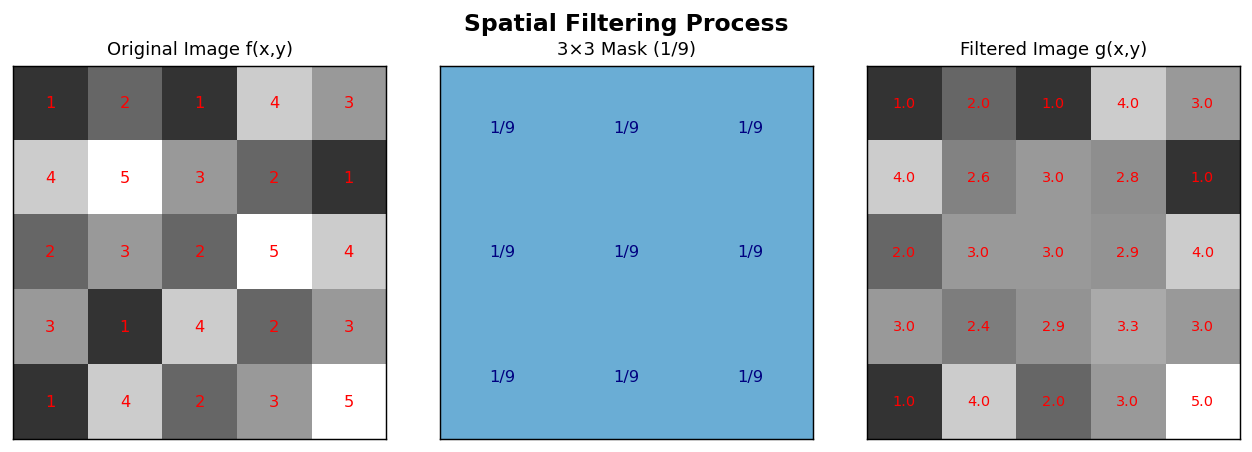 Spatial Filtering Process
Original Image f(x,y)
1 2 1 4 3
4 5 3 2 1
2 3 2 5 4
3 1 4 2 3
1 4 2 3 5
3×3 Mask (1/9)
1/9 1/9 1/9
1/9 1/9 1/9
1/9 1/9 1/9
Filtered Image g(x,y)
1.0 2.0 1.0 4.0 3.0
4.0 2.6 3.0 2.8 1.0
2.0 3.0 3.0 2.9 4.0
3.0 2.4 2.9 3.3 3.0
1.0 4.0 2.0 3.0 5.0